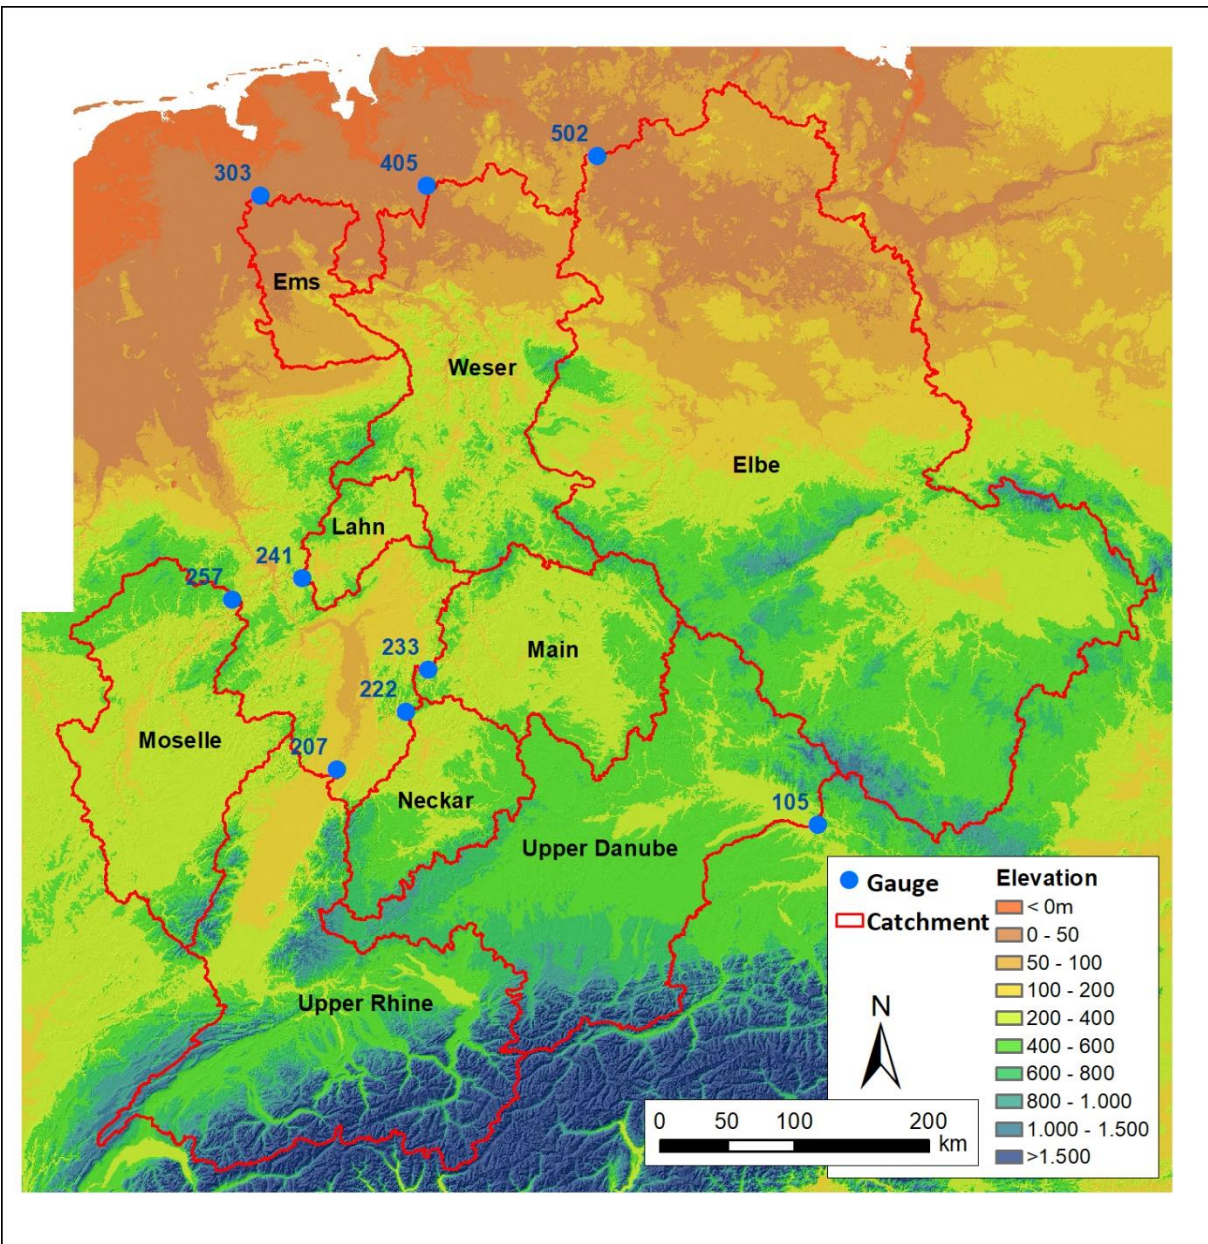 502
405
303
Ems
Weser
Elbe
Lahn
241
257
233
Main
222
Moselle
207
Neckar
105
Upper Danube
Upper Rhine
Gauge
Catchment
N
Elevation
< 0m
0 - 50
50 - 100
100 - 200
200 - 400
400 - 600
600 - 800
800 - 1.000
1.000 - 1.500
>1.500
0 50 100 200
km